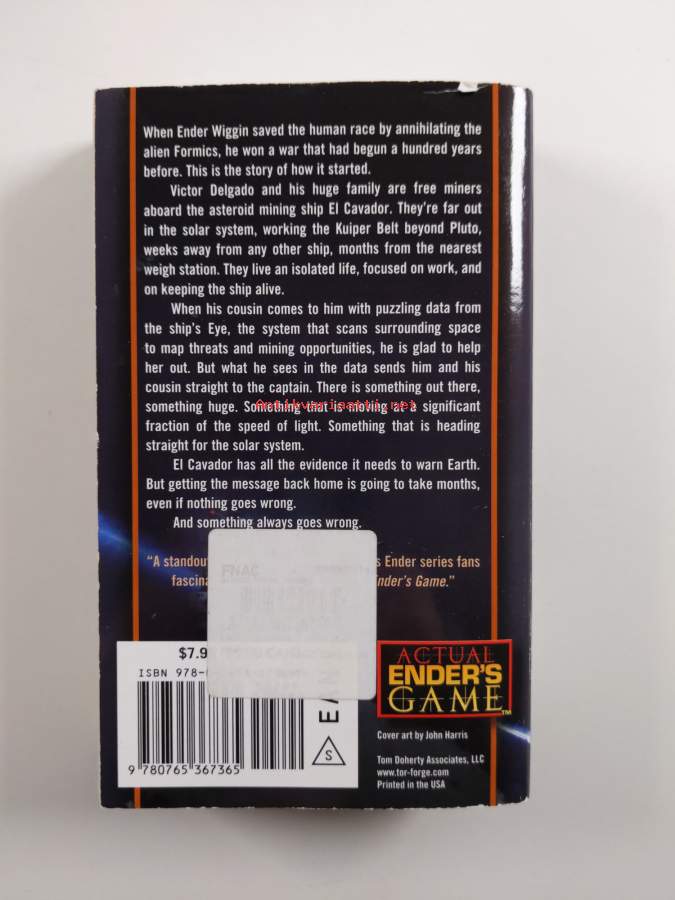 When Ender Wiggin saved the human race by annihilating the
alien Formics, he won a war that had begun a hundred years
before. This is the story of how it started.
Victor Delgado and his huge family are free miners
aboard the asteroid mining ship El Cavador. They're far out
in the solar system, working the Kuiper Belt beyond Pluto,
weeks away from any other ship, months from the nearest
weigh station. They live an isolated life, focused on work, and
on keeping the ship alive.
When his cousin comes to him with puzzling data from
the ship's Eye, the system that scans surrounding space
to map threats and mining opportunities, he is glad to help
her out. But what he sees in the data sends him and his
cousin straight to the captain. There is something out there,
something huge. Something that is moving at a significant
Antikvariaatti.net
fraction of the speed of light. Something that is heading
straight for the solar system.
El Cavador has all the evidence it needs to warn Earth.
But getting the message back home is going to take months,
even if nothing goes wrong.
And something always goes wrong.
"A standout s Ender series fans
fascina nder's Game."
FNAC
$7.9
ISBN 978-0
9 780765 367365
S
ACTUAL
ENDER'S
GAME™
Cover art by John Harris
Tom Doherty Associates, LLC
www.tor-forge.com
Printed in the USA